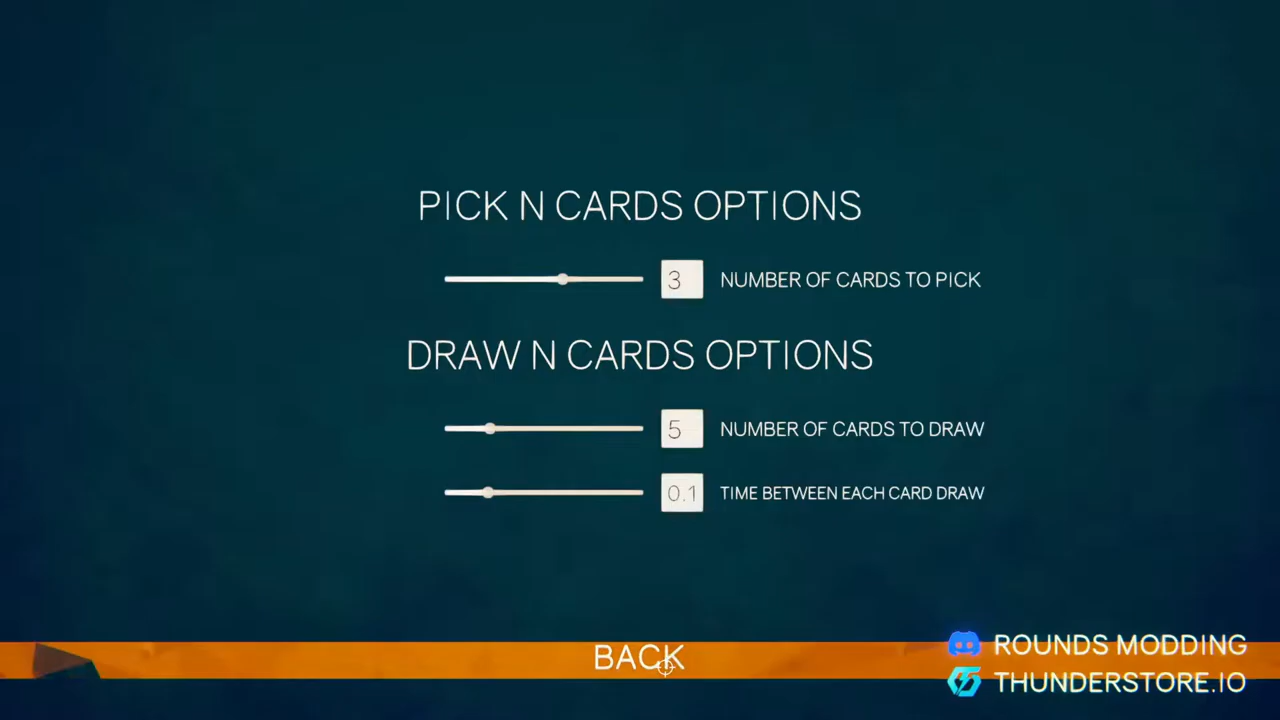 PICK N CARDS OPTIONS
3 NUMBER OF CARDS TO PICK
DRAW N CARDS OPTIONS
5 NUMBER OF CARDS TO DRAW
0.1 TIME BETWEEN EACH CARD DRAW
BACK
ROUNDS MODDING
THUNDERSTORE.IO